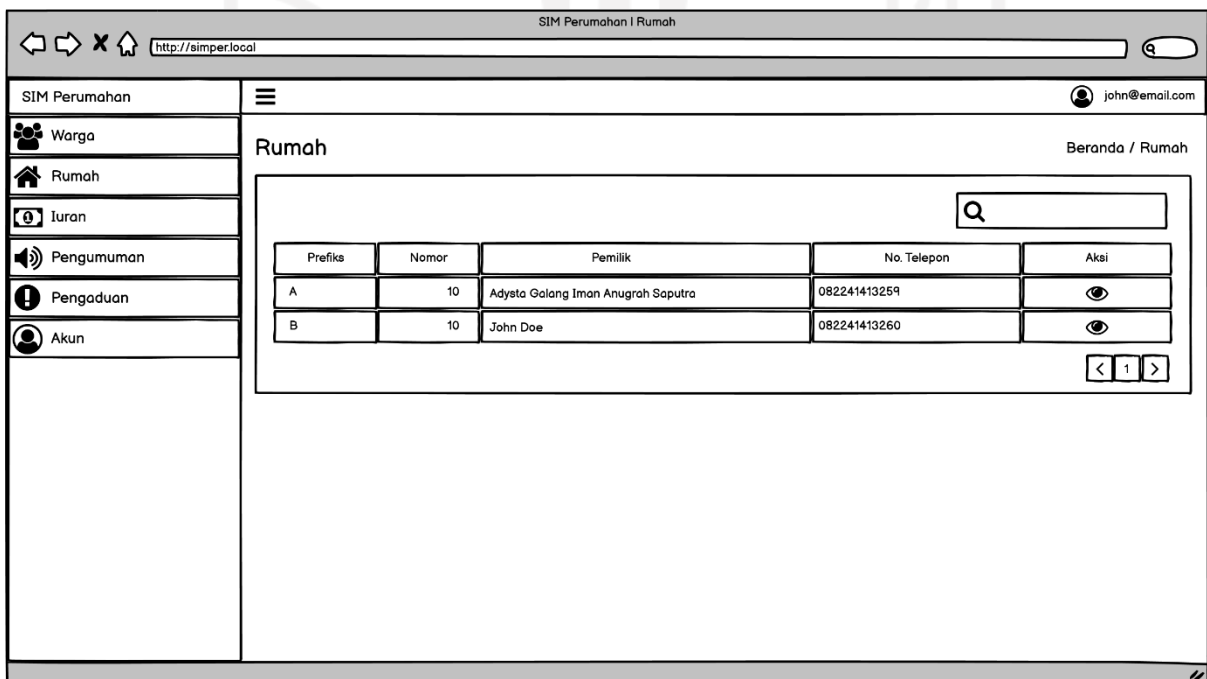 SIM Perumahan | Rumah
http://simper.local
SIM Perumahan
john@email.com
Warga
Rumah
Iuran
Pengumuman
Pengaduan
Akun
Rumah
Beranda / Rumah
Prefiks Nomor Pemilik No. Telepon Aksi
A 10 Adysta Galang Iman Anugrah Saputra 082241413259
B 10 John Doe 082241413260
< 1 >